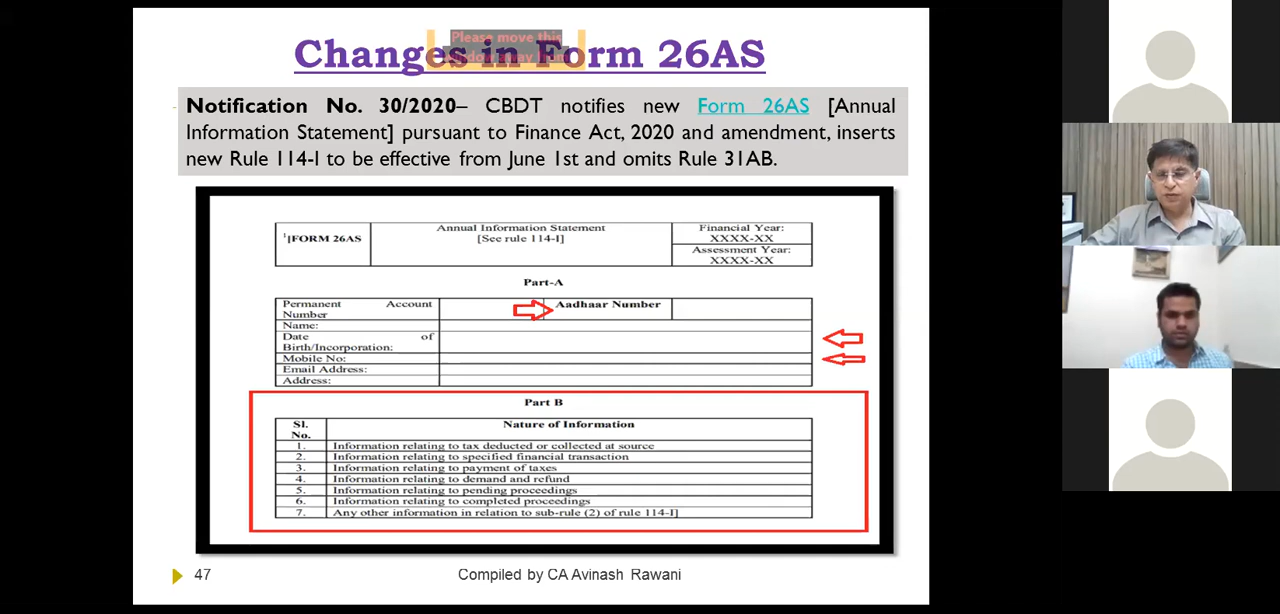 Changes in Form 26AS
Please move this
window away from
Notification No. 30/2020– CBDT notifies new Form 26AS [Annual
Information Statement] pursuant to Finance Act, 2020 and amendment, inserts
new Rule 114-I to be effective from June 1st and omits Rule 31AB.
1[FORM 26AS
Annual Information Statement
[See rule 114-I]
Financial Year:
XXXX-XX
Assessment Year:
XXXX-XX
Part-A
Permanent Account
Number
Aadhaar Number
Name:
Date of
Birth/Incorporation:
Mobile No:
Email Address:
Address:
Part B
Sl.
No.
Nature of Information
1. Information relating to tax deducted or collected at source
2. Information relating to specified financial transaction
3. Information relating to payment of taxes
4. Information relating to demand and refund
5. Information relating to pending proceedings
6. Information relating to completed proceedings
7. Any other information in relation to sub-rule (2) of rule 114-I]
47
Compiled by CA Avinash Rawani